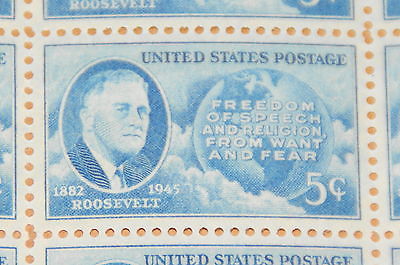 ROOSEVELT
5¢
UNITED STATES POSTAGE
FREEDOM
OF SPEECH
AND RELIGION,
FROM WANT
AND FEAR
1882 1945
ROOSEVELT
5¢
UNITED STATES POSTAGE